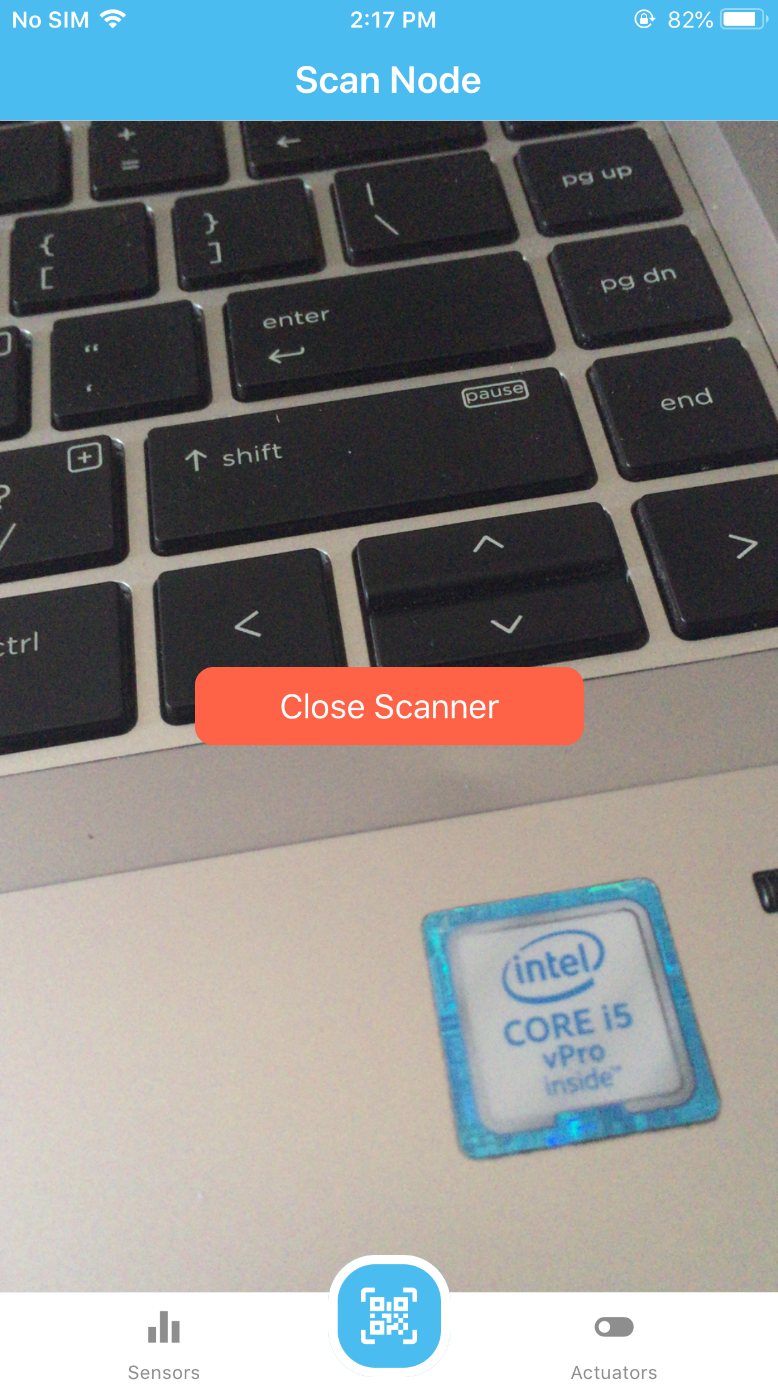 No SIM 2:17 PM 82%
Scan Node
+
=
←
{
[
}
]
|
\
pg up
pg dn
enter
“
‘
pause
end
↑ shift
+
?
/
^
>
<
ctrl
Close Scanner
intel
CORE i5
vPro
inside™
Sensors
Actuators